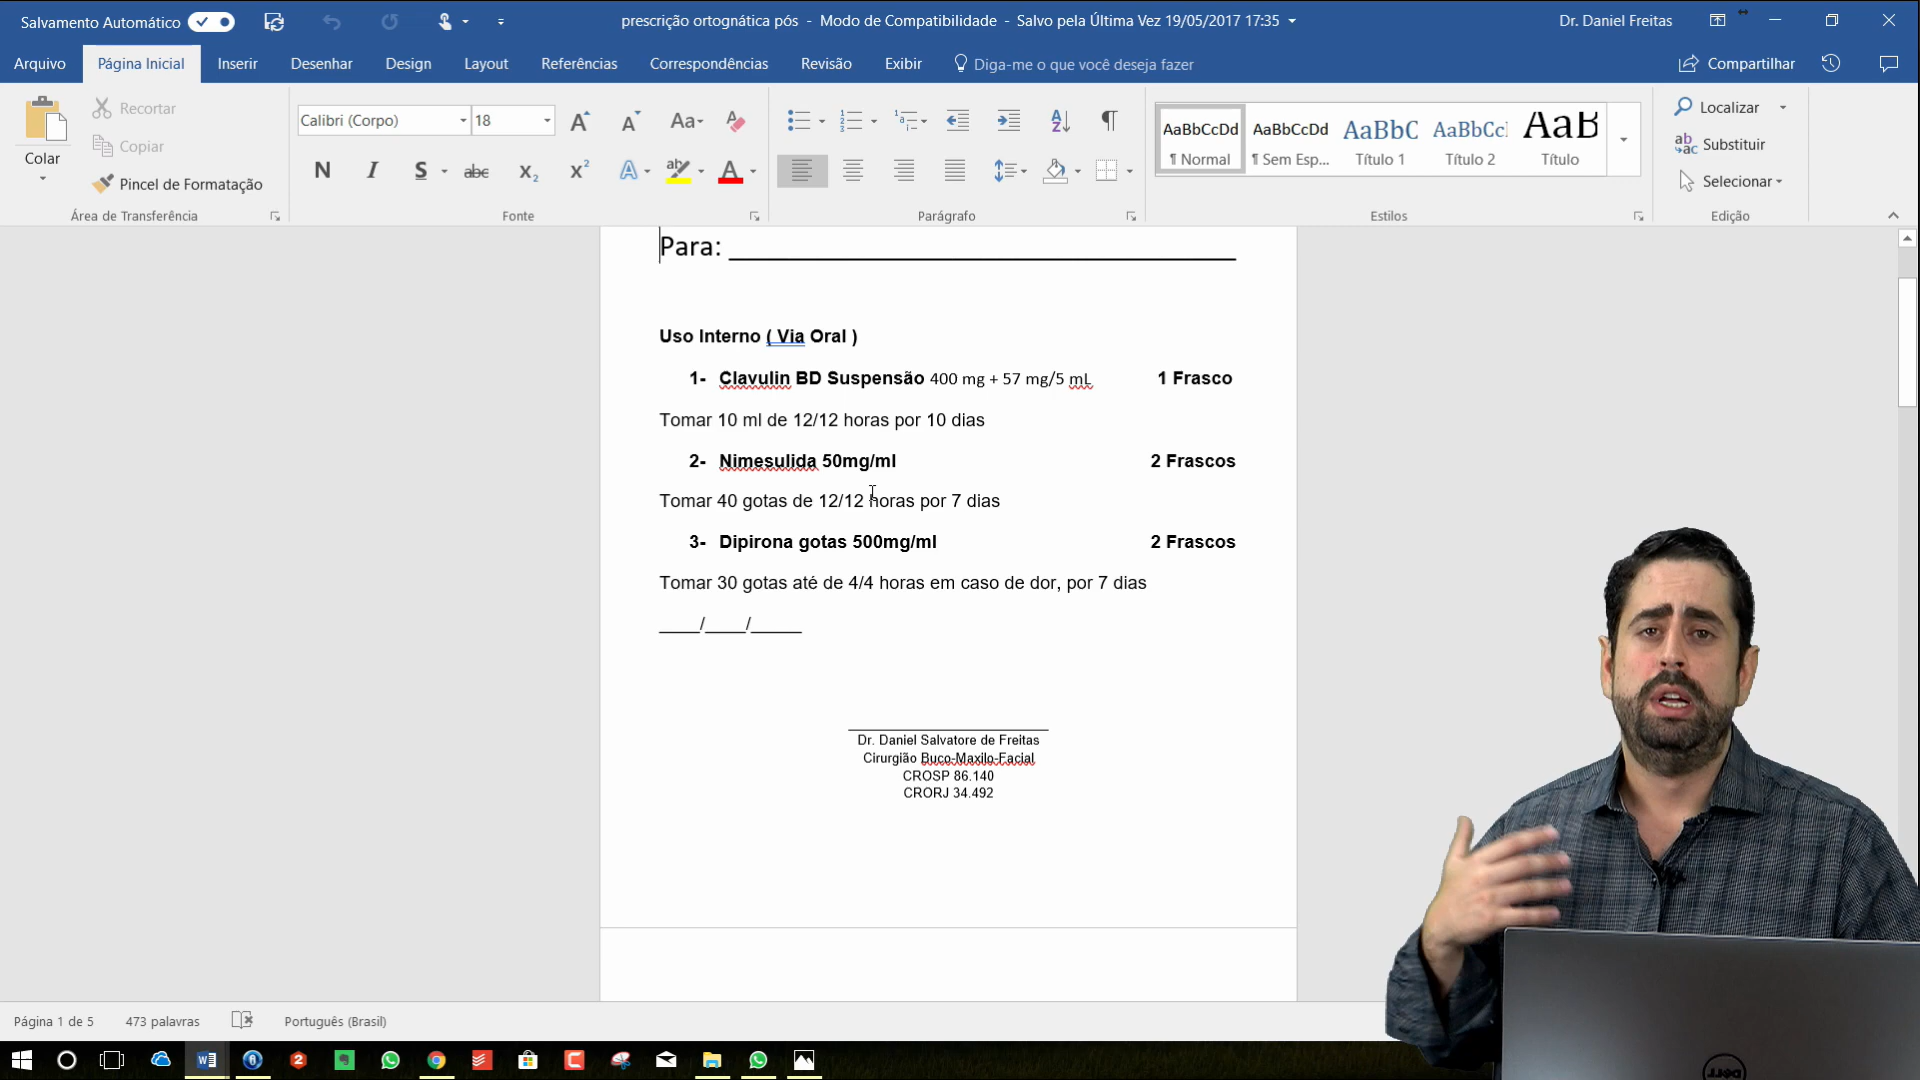 Salvamento Automático
prescrição ortognática pós - Modo de Compatibilidade - Salvo pela Última Vez 19/05/2017 17:35
Dr. Daniel Freitas
Arquivo Página Inicial Inserir Desenhar Design Layout Referências Correspondências Revisão Exibir Diga-me o que você deseja fazer Compartilhar
Colar
Recortar
Copiar
Pincel de Formatação
Área de Transferência
Calibri (Corpo) 18
Aa
N I S abc X₂ X² A A
Fonte
Parágrafo
AaBbCcDd AaBbCcDd AaBbC AaBbCcI AaB
¶ Normal ¶ Sem Esp... Título 1 Título 2 Título
Estilos
Localizar
Substituir
Selecionar
Edição
Para: ____________________
Uso Interno ( Via Oral )
1- Clavulin BD Suspensão 400 mg + 57 mg/5 mL 1 Frasco
Tomar 10 ml de 12/12 horas por 10 dias
2- Nimesulida 50mg/ml 2 Frascos
Tomar 40 gotas de 12/12 horas por 7 dias
3- Dipirona gotas 500mg/ml 2 Frascos
Tomar 30 gotas até de 4/4 horas em caso de dor, por 7 dias
____/____/_____
Dr. Daniel Salvatore de Freitas
Cirurgião Buco-Maxilo-Facial
CROSP 86.140
CRORJ 34.492
Página 1 de 5 473 palavras Português (Brasil)
DELL